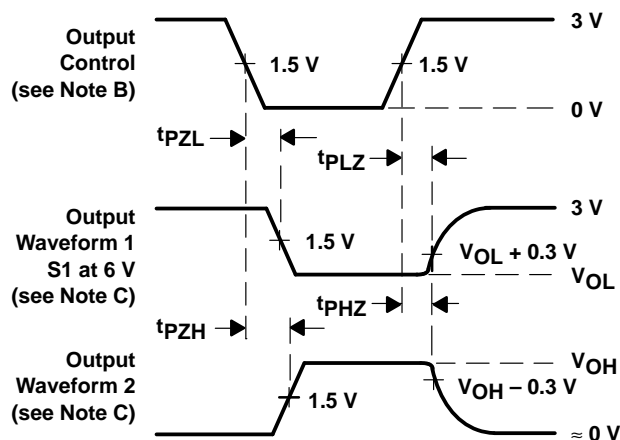 Output
Control
(see Note B)
1.5 V
1.5 V
3 V
0 V
tPZL
tPLZ
Output
Waveform 1
S1 at 6 V
(see Note C)
1.5 V
3 V
VOL + 0.3 V
VOL
tPZH
tPHZ
Output
Waveform 2
(see Note C)
1.5 V
VOH
VOH – 0.3 V
≈ 0 V